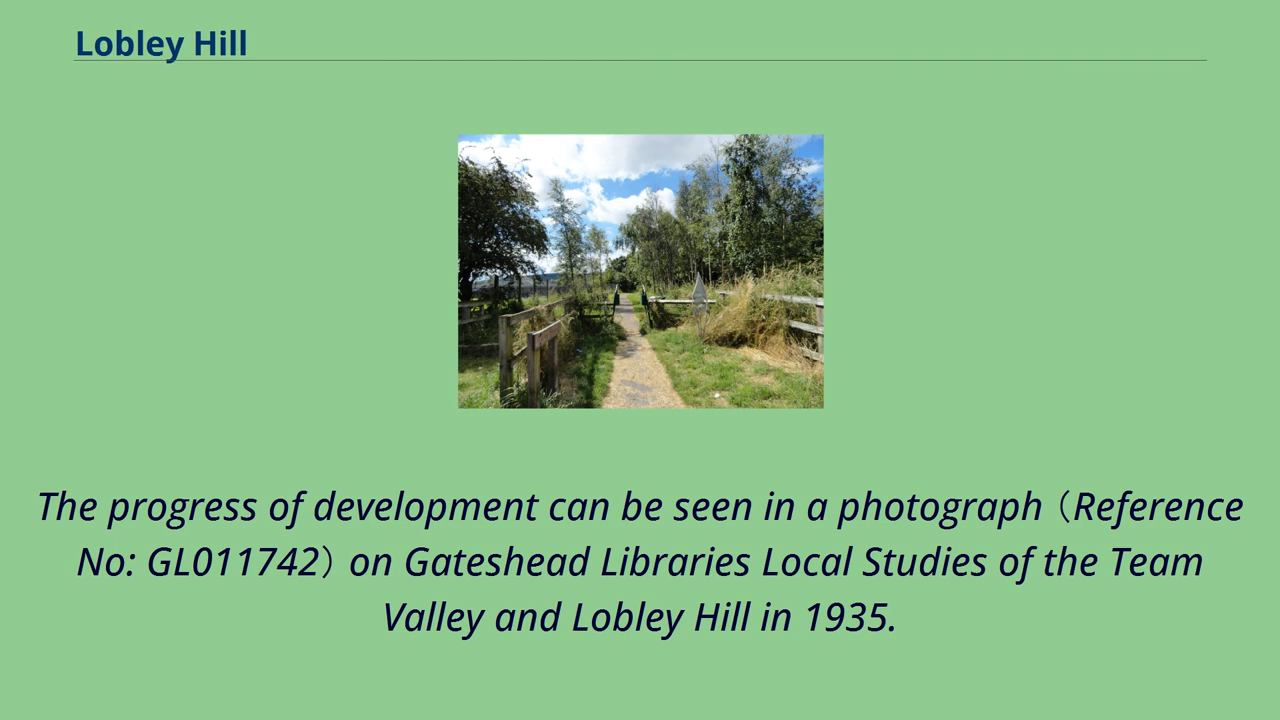 Lobley Hill
The progress of development can be seen in a photograph（Reference
No: GL011742）on Gateshead Libraries Local Studies of the Team
Valley and Lobley Hill in 1935.